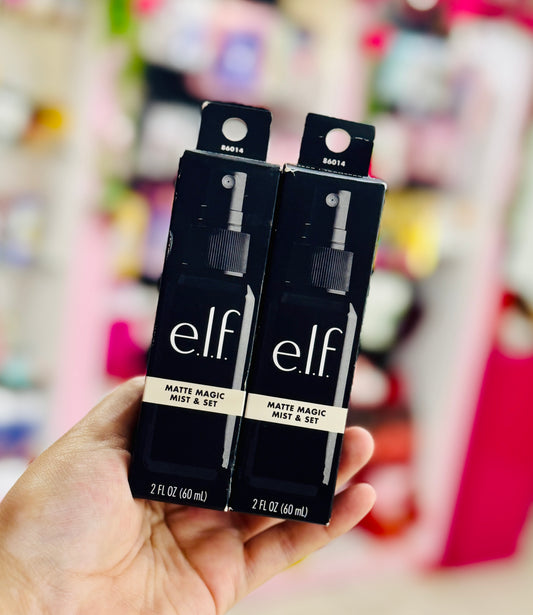 86014
e.l.f.
MATTE MAGIC
MIST & SET
2 FL OZ (60 mL)
86014
e.l.f.
MATTE MAGIC
MIST & SET
2 FL OZ (60 mL)